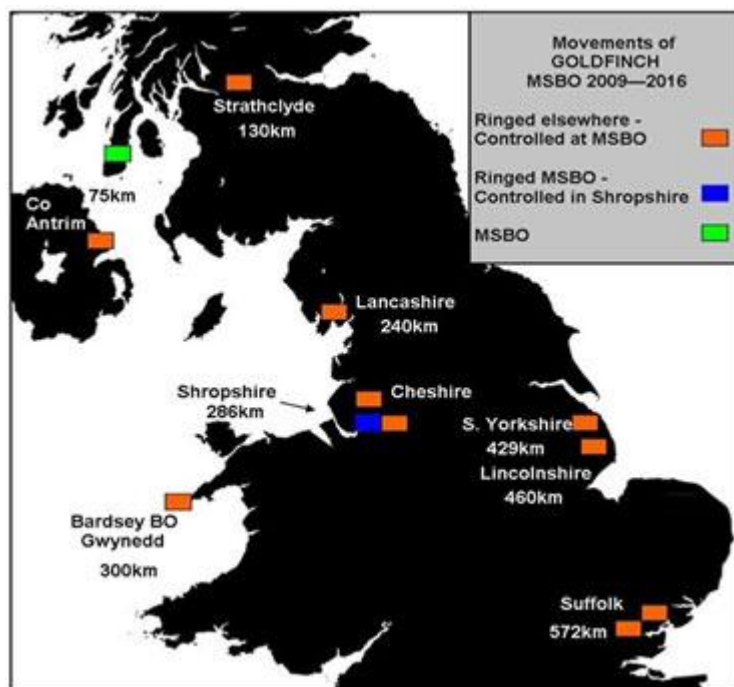 Movements of
GOLDFINCH
MSBO 2009—2016
Ringed elsewhere -
Controlled at MSBO
Ringed MSBO -
Controlled in Shropshire
MSBO
Strathclyde
130km
75km
Co
Antrim
Lancashire
240km
Shropshire
286km
Cheshire
S. Yorkshire
429km
Lincolnshire
460km
Bardsey BO
Gwynedd
300km
Suffolk
572km